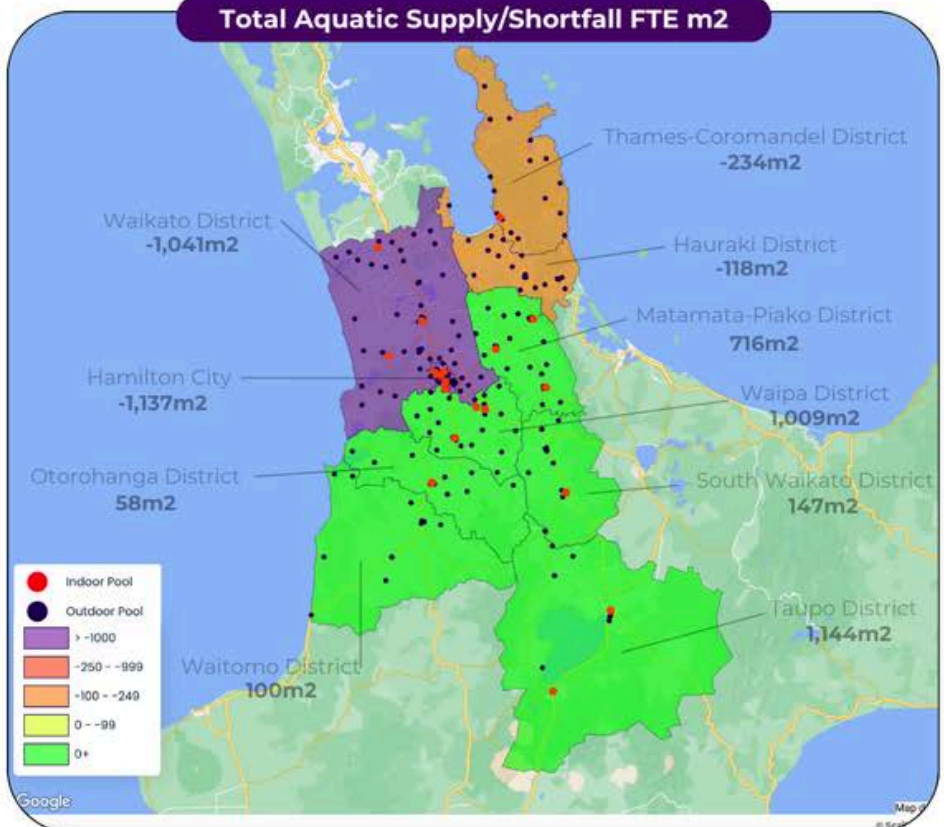 Total Aquatic Supply/Shortfall FTE m2
Thames-Coromandel District
-234m2
Waikato District
-1,041m2
Hauraki District
-118m2
Matamata-Piako District
716m2
Hamilton City
-1,137m2
Waipa District
1,009m2
Otorohanga District
58m2
South Waikato District
147m2
Indoor Pool
Outdoor Pool
> -1000
-250 - -999
-100 - -249
0 - -99
0+
Taupo District
1,144m2
Waitomo District
100m2
Google
Map d